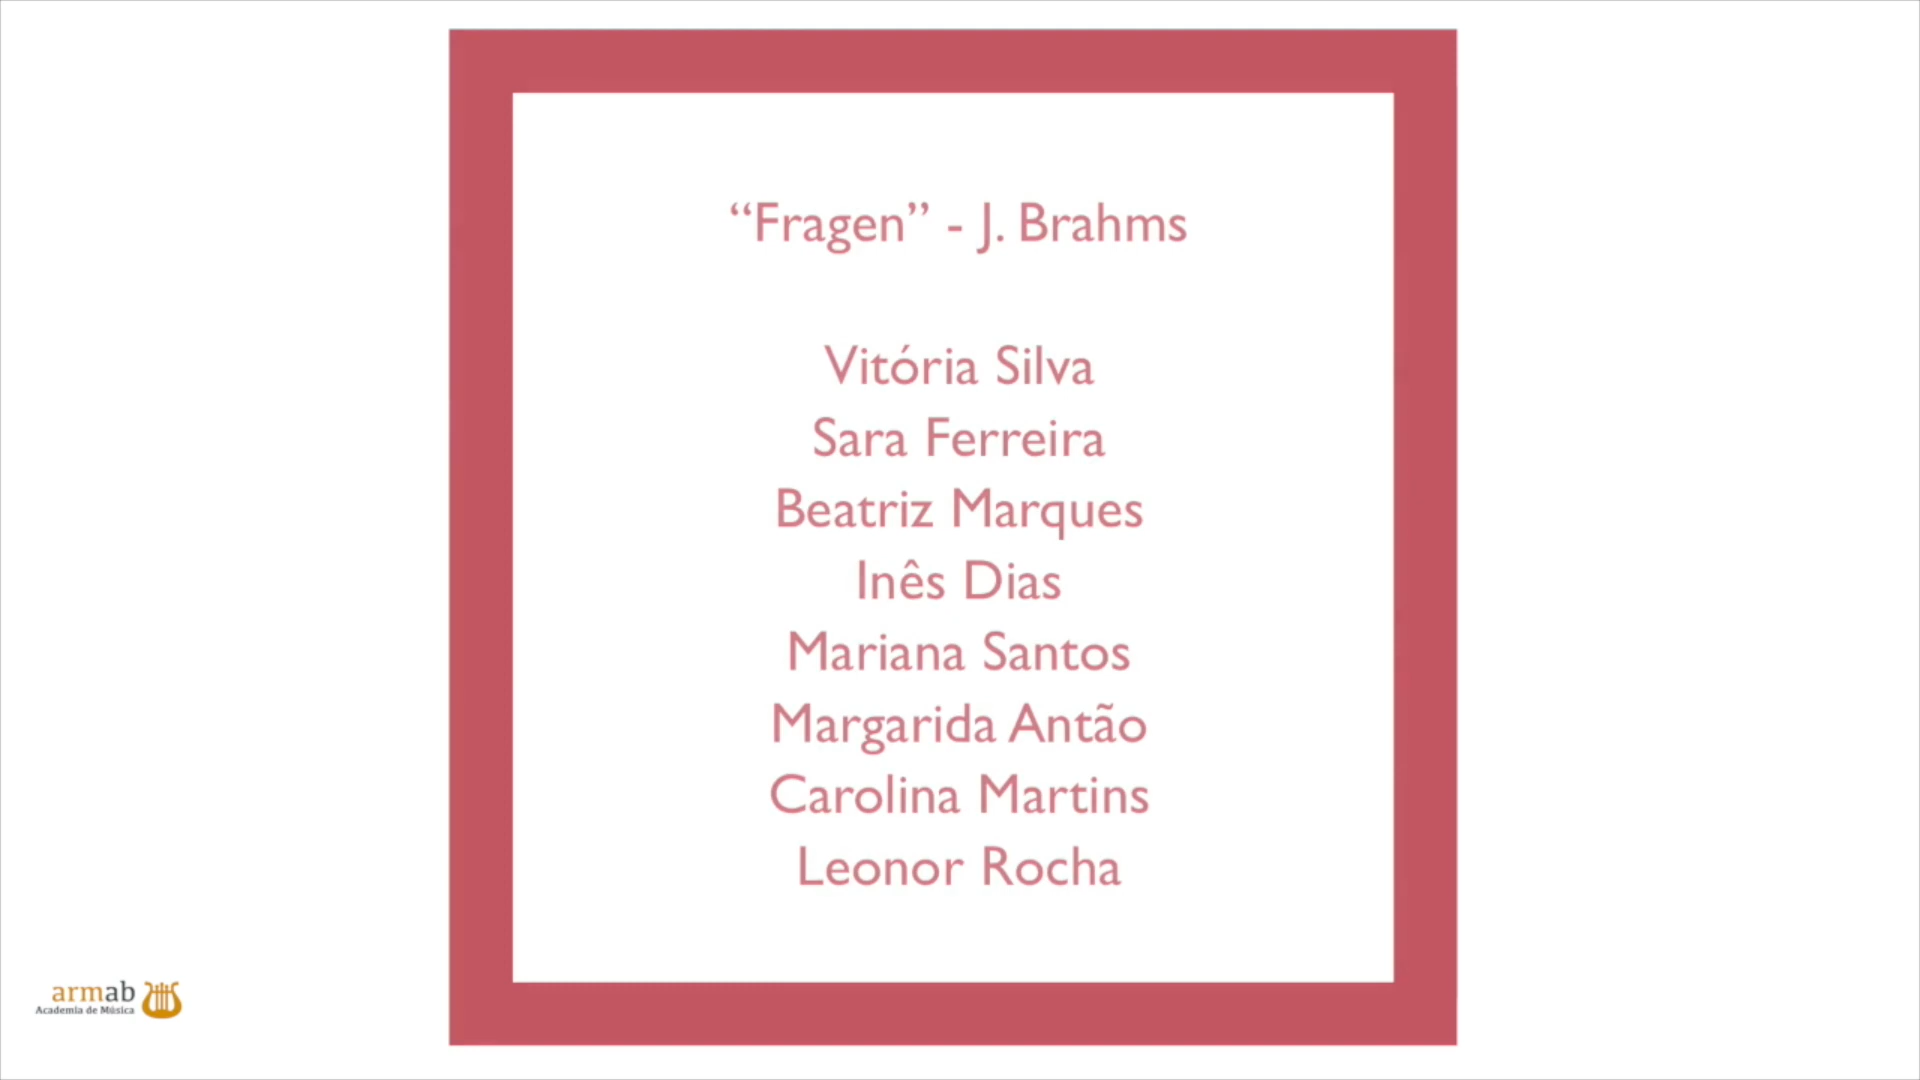 “Fragen” - J. Brahms
Vitória Silva
Sara Ferreira
Beatriz Marques
Inês Dias
Mariana Santos
Margarida Antão
Carolina Martins
Leonor Rocha
armab
Academia de Música